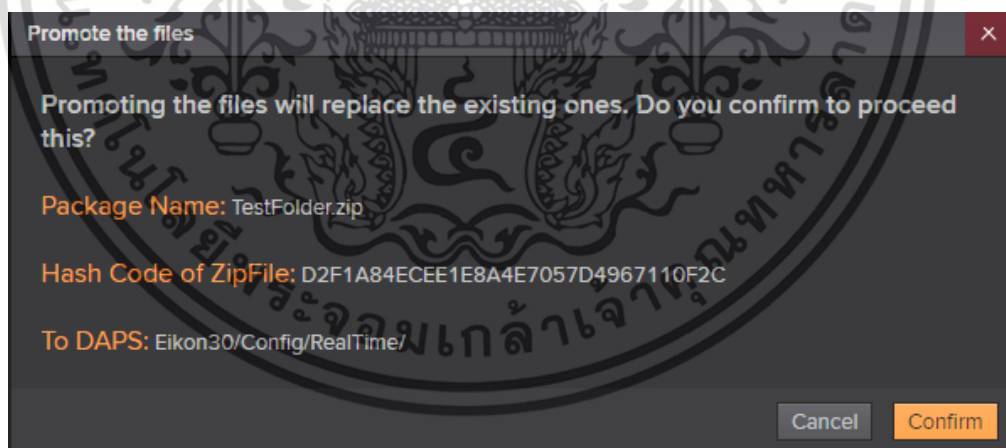 Promote the files
Promoting the files will replace the existing ones. Do you confirm to proceed
this?
Package Name: TestFolder.zip
Hash Code of ZipFile: D2F1A84ECEE1E8A4E7057D4967110F2C
To DAPS: Eikon30/Config/RealTime/
Cancel Confirm